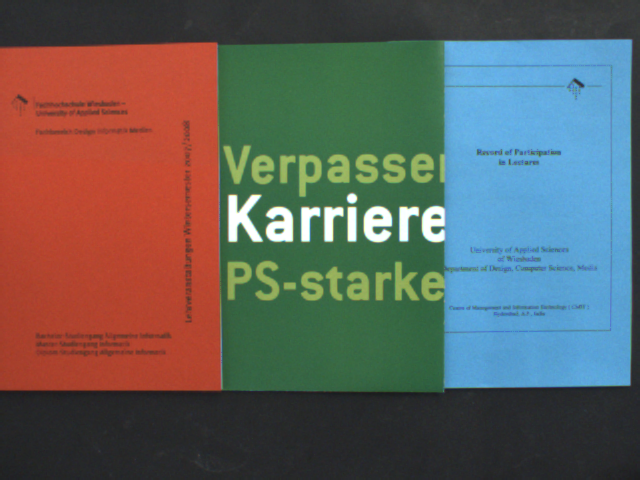 Fachhochschule Wiesbaden –
University of Applied Sciences
Fachbereich Design Informatik Medien
Lehrveranstaltungen Wintersemester 2007/2008
Bachelor-Studiengang Allgemeine Informatik
Master-Studiengang Informatik
Diplom-Studiengang Allgemeine Informatik
Verpasser
Karriere
PS-starke
Record of Participation
in Lectures
University of Applied Sciences
of Wiesbaden
Department of Design, Computer Science, Media
Centre of Management and Information Technology ( CMIT )
Hyderabad, A.P., India